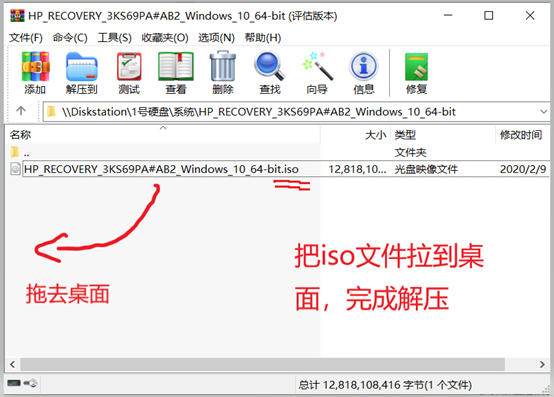 HP_RECOVERY_3KS69PA#AB2_Windows_10_64-bit (评估版本)
文件(F) 命令(C) 工具(S) 收藏夹(O) 选项(N) 帮助(H)
添加 解压到 测试 查看 删除 查找 向导 信息 修复
\\Diskstation\1号硬盘\系统\HP_RECOVERY_3KS69PA#AB2_Windows_10_64-bit
名称 大小 类型 修改时间
.. 文件夹
HP_RECOVERY_3KS69PA#AB2_Windows_10_64-bit.iso 12,818,10... 光盘映像文件 2020/2/9
把iso文件拉到桌
面，完成解压
拖去桌面
总计 12,818,108,416 字节(1 个文件)